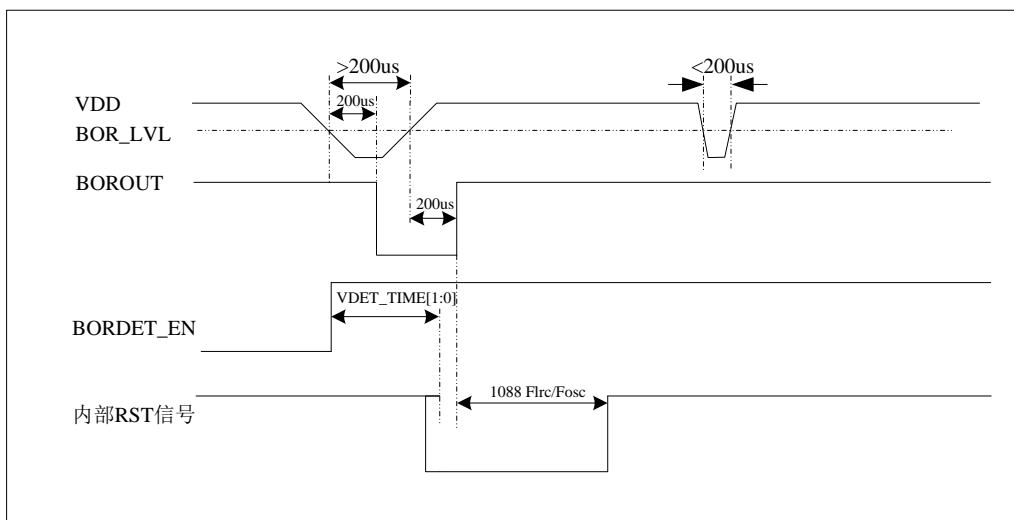 >200us
<200us
VDD
200us
BOR_LVL
BOROUT
200us
VDET_TIME[1:0]
BORDET_EN
1088 Flrc/Fosc
内部RST信号